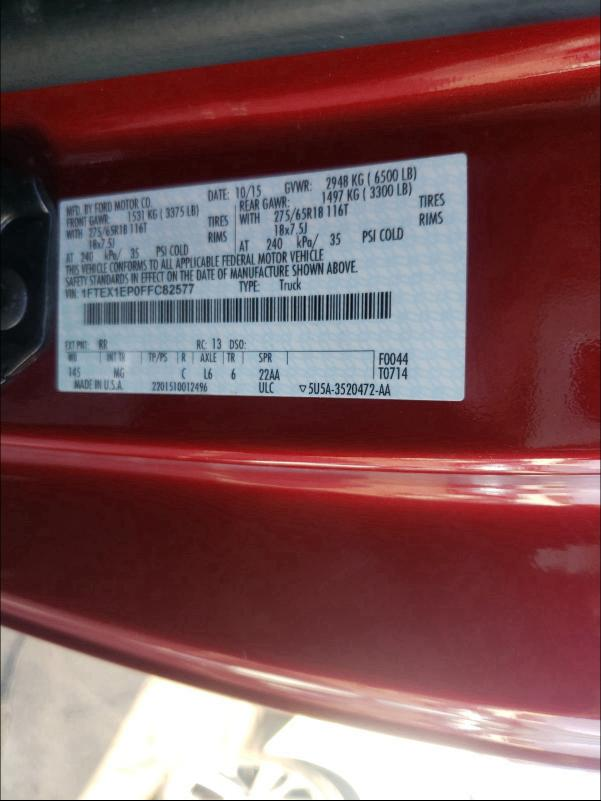 MFD. BY FORD MOTOR CO. DATE: 10/15 GVWR: 2948 KG ( 6500 LB)
FRONT GAWR: 1531 KG ( 3375 LB) REAR GAWR: 1497 KG ( 3300 LB)
WITH 275/65R18 116T TIRES WITH 275/65R18 116T TIRES
18x7.5J RIMS 18x7.5J RIMS
AT 240 kPa/ 35 PSI COLD AT 240 kPa/ 35 PSI COLD
THIS VEHICLE CONFORMS TO ALL APPLICABLE FEDERAL MOTOR VEHICLE
SAFETY STANDARDS IN EFFECT ON THE DATE OF MANUFACTURE SHOWN ABOVE.
VIN: 1FTEX1EP0FFC82577 TYPE: Truck
EXT PNT: RR RC: 13 DSO:
WB INT TR TP/PS R AXLE TR SPR F0044
145 MG C L6 6 22AA T0714
MADE IN U.S.A. 2201510012496 ULC ▽5U5A-3520472-AA